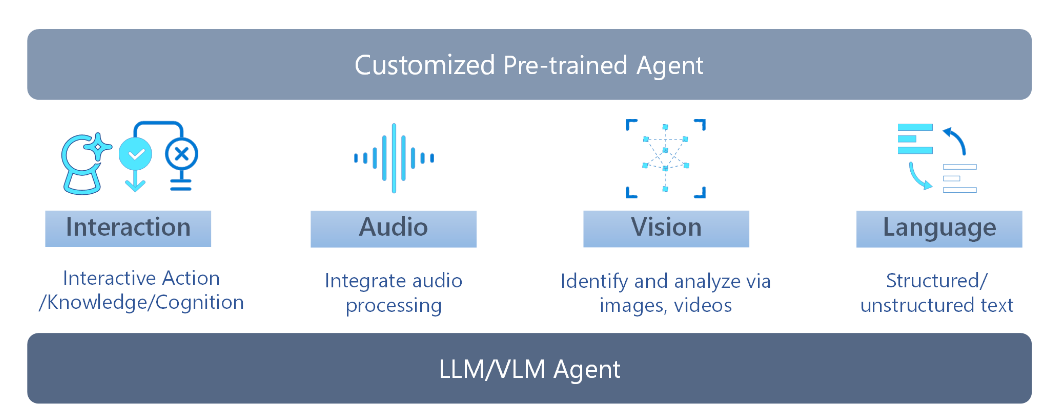 Customized Pre-trained Agent
Interaction
Audio
Vision
Language
Interactive Action
/Knowledge/Cognition
Integrate audio
processing
Identify and analyze via
images, videos
Structured/
unstructured text
LLM/VLM Agent